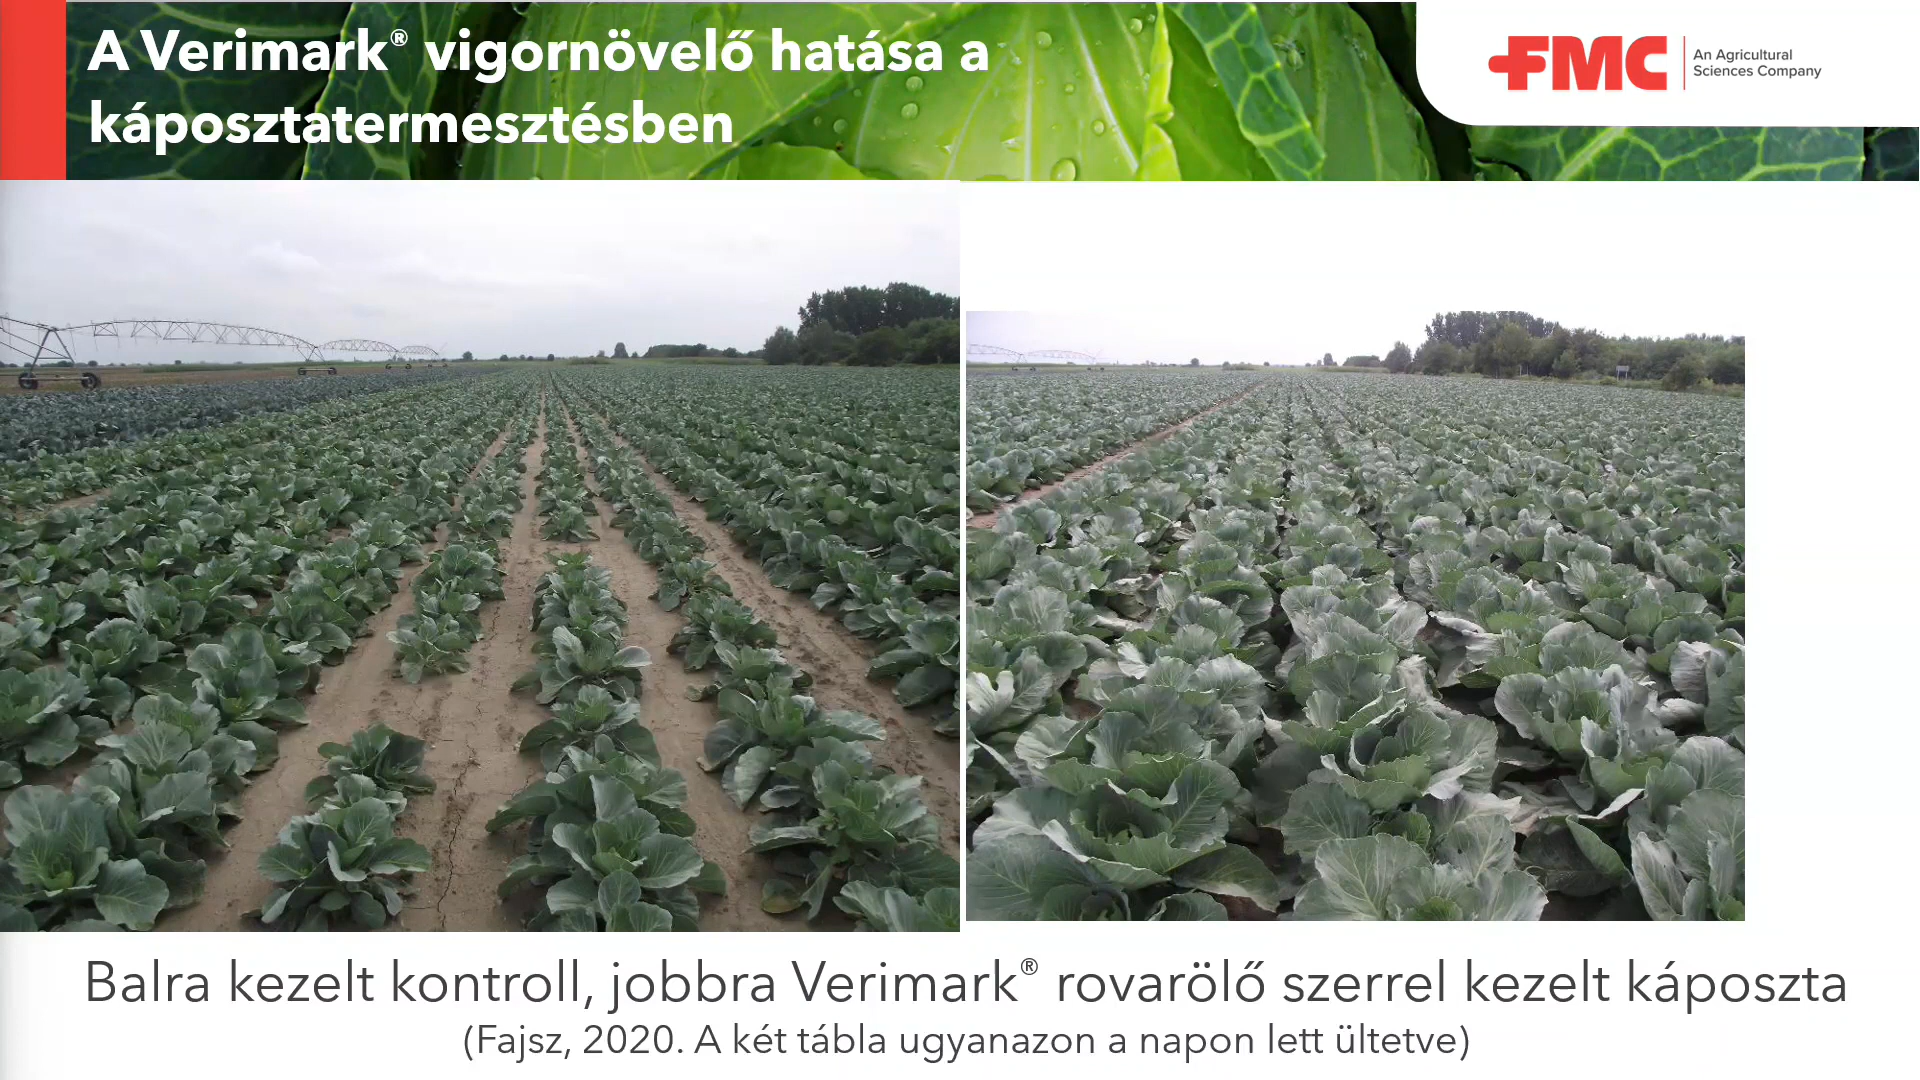 A Verimark® vigornövelő hatása a
káposztatermesztésben
FMC
An Agricultural
Sciences Company
Balra kezelt kontroll, jobbra Verimark® rovarölő szerrel kezelt káposzta
(Fajsz, 2020. A két tábla ugyanazon a napon lett ültetve)